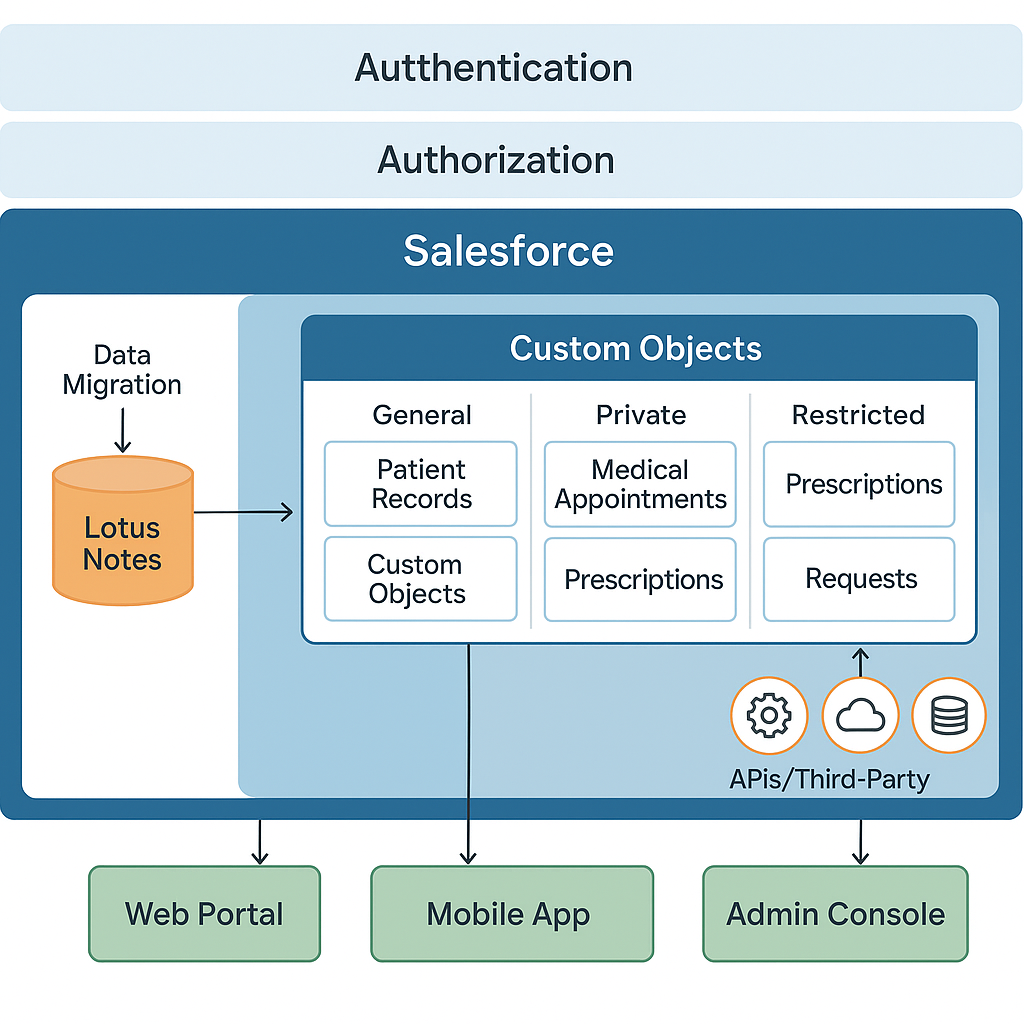 Autthentication
Authorization
Salesforce
Data
Migration
Lotus
Notes
Custom Objects
General
Private
Restricted
Patient
Records
Medical
Appointments
Prescriptions
Custom
Objects
Prescriptions
Requests
APis/Third-Party
Web Portal
Mobile App
Admin Console